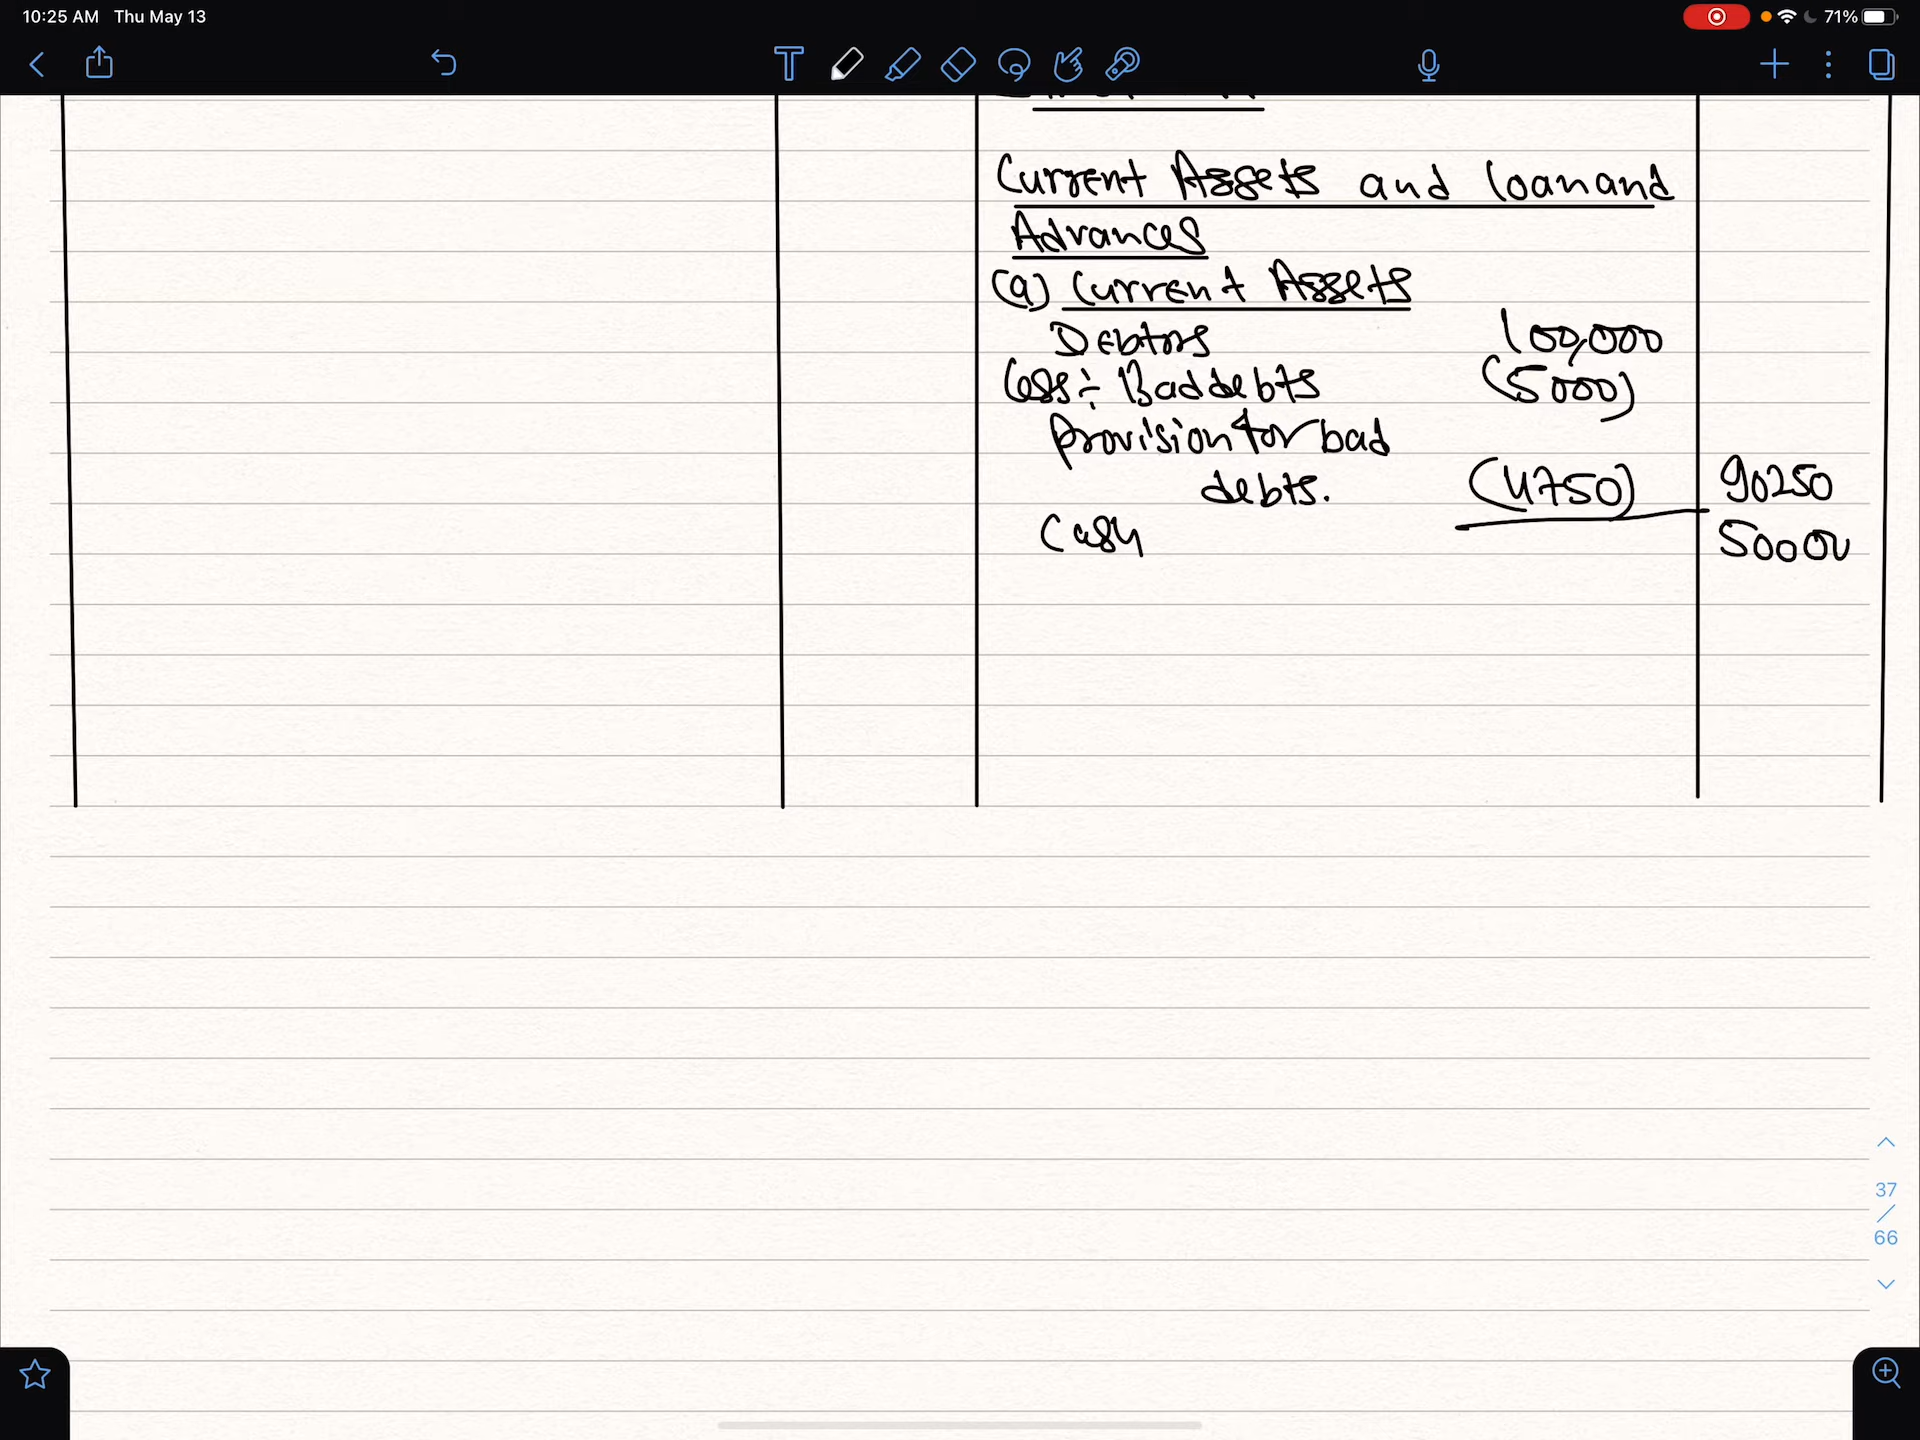 10:25 AM Thu May 13
71%
Current Assets and loan and
Advances
(a) Current Assets
Debtors 100,000
Less:- Bad debts (5000)
Provision for bad
debts. (4750) 90250
Cash 50000
37
/
66